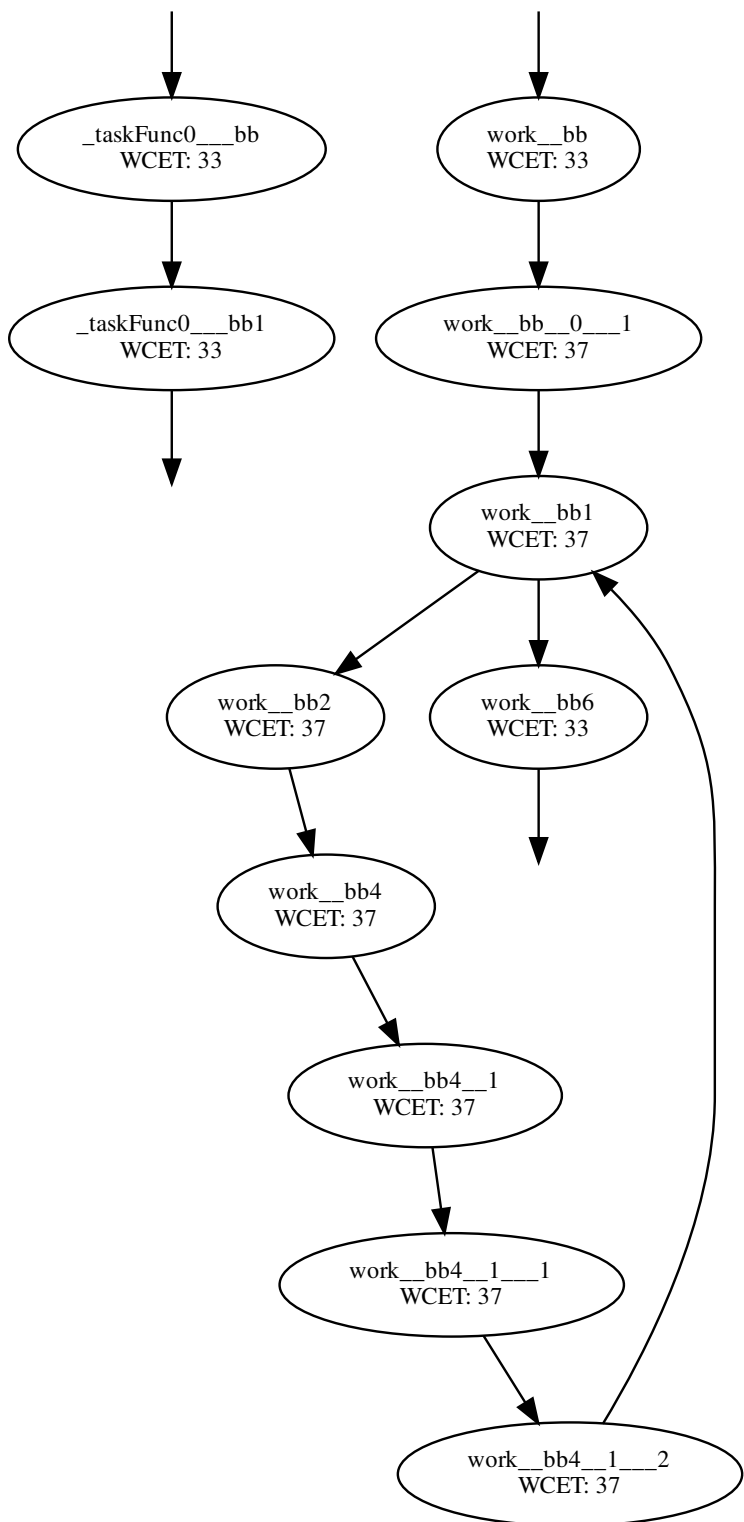 _taskFunc0___bb
WCET: 33
work__bb
WCET: 33
_taskFunc0___bb1
WCET: 33
work__bb__0___1
WCET: 37
work__bb1
WCET: 37
work__bb2
WCET: 37
work__bb6
WCET: 33
work__bb4
WCET: 37
work__bb4__1
WCET: 37
work__bb4__1___1
WCET: 37
work__bb4__1___2
WCET: 37